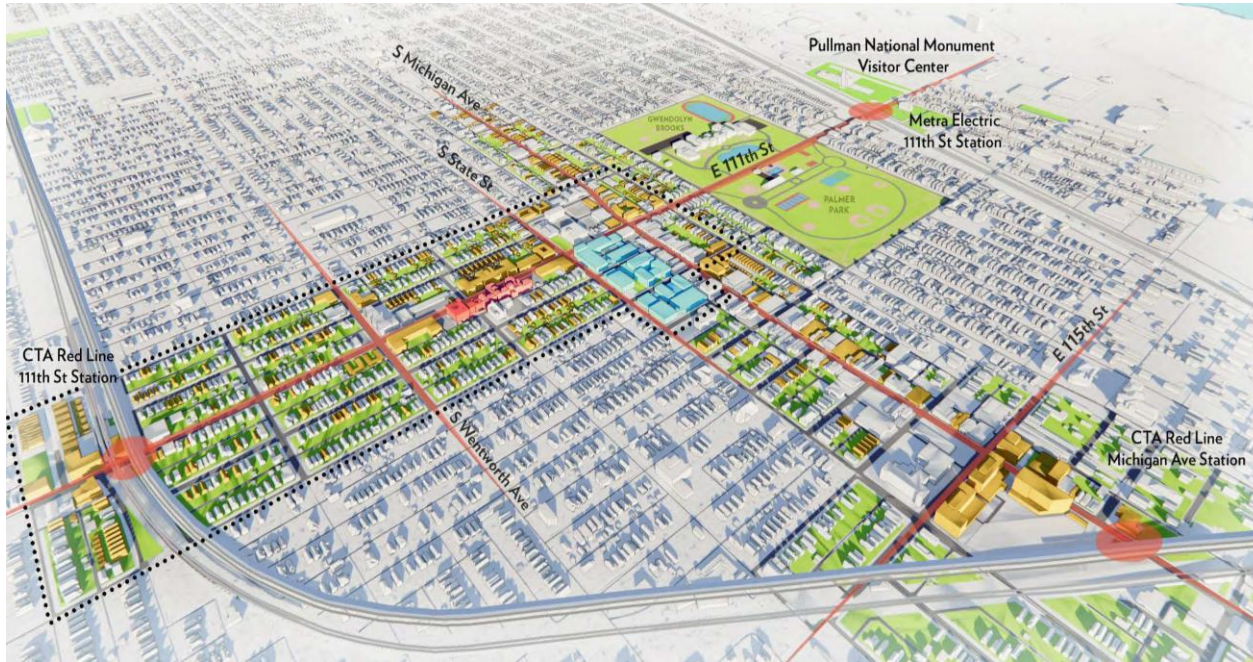 Pullman National Monument
Visitor Center
S Michigan Ave
Metra Electric
111th St Station
GWENDOLYN
BROOKS
E 111th St
S State St
PALMER
PARK
E 115th St
CTA Red Line
111th St Station
S Wentworth Ave
CTA Red Line
Michigan Ave Station